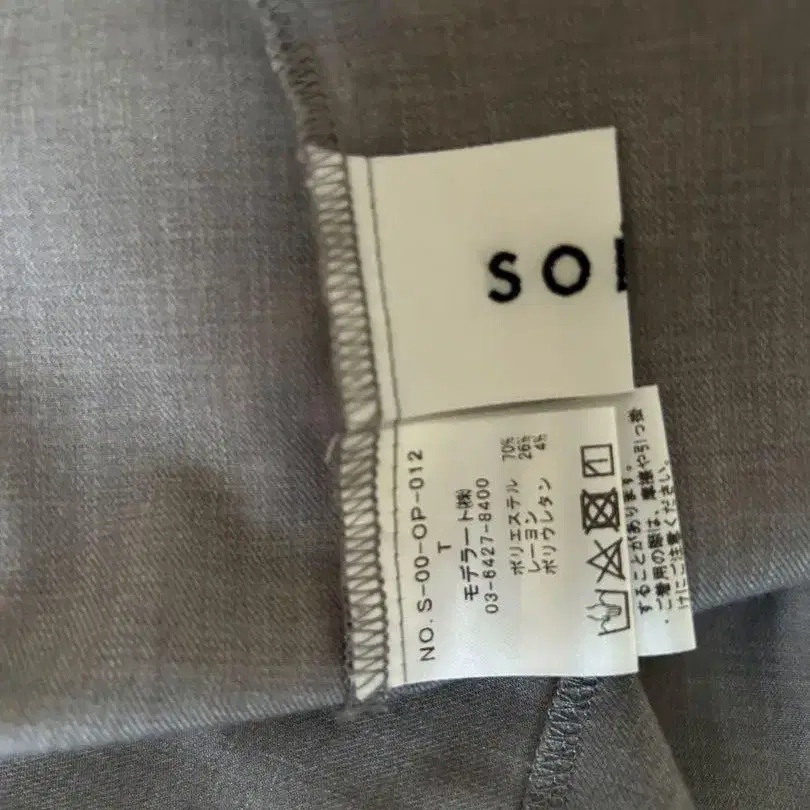 SO
NO. S-00-OP-012
T
モデラート㈱
03-6427-8400
ポリエステル 70%
レーヨン 26%
ポリウレタン 4%
することがあります。
・ご着用の際は、摩擦や引っ掛
けにご注意ください。